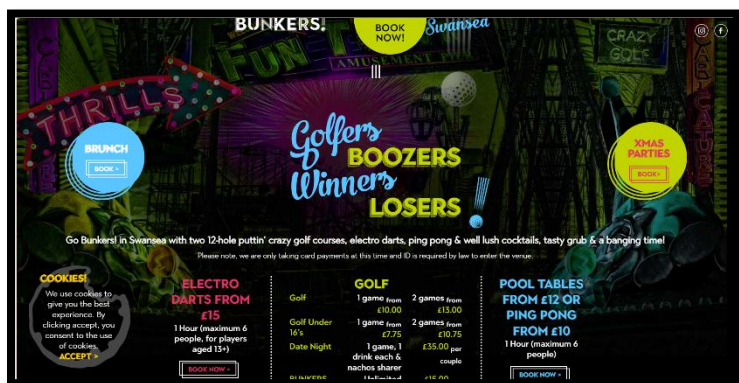 BUNKERS!
BOOK
NOW!
Swansea
CRAZY
GOLF
FUN
AMUSEMENT
THRILLS
BRUNCH
BOOK >
Golfers
BOOZERS
Winners
LOSERS
!
XMAS
PARTIES
BOOK>
Go Bunkers! in Swansea with two 12-hole puttin' crazy golf courses, electro darts, ping pong & well lush cocktails, tasty grub & a banging time!
Please note, we are only taking card payments at this time and ID is required by law to enter the venue.
COOKIES!
We use cookies to
give you the best
experience. By
clicking accept, you
consent to the use
of cookies.
ACCEPT >
ELECTRO
DARTS FROM
£15
1 Hour (maximum 6
people, for players
aged 13+)
BOOK NOW >
GOLF
Golf 1 game from £10.00 2 games from £13.00
Golf Under 16's 1 game from £7.75 2 games from £10.75
Date Night 1 game, 1 drink each & nachos sharer £35.00 per couple
BUNKERS Unlimited £15.00
POOL TABLES
FROM £12 OR
PING PONG
FROM £10
1 Hour (maximum 6
people)
BOOK NOW >